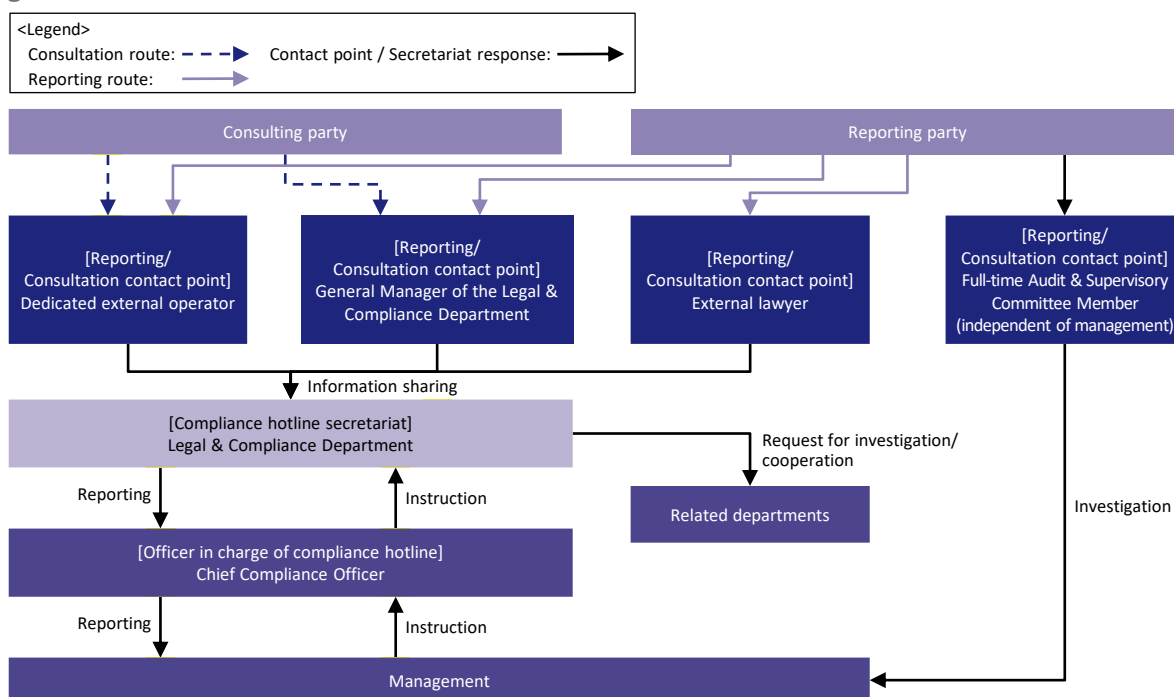 <Legend>
Consultation route:
Contact point / Secretariat response:
Reporting route:
Consulting party
Reporting party
[Reporting/
Consultation contact point]
Dedicated external operator
[Reporting/
Consultation contact point]
General Manager of the Legal &
Compliance Department
[Reporting/
Consultation contact point]
External lawyer
[Reporting/
Consultation contact point]
Full-time Audit & Supervisory
Committee Member
(independent of management)
Information sharing
[Compliance hotline secretariat]
Legal & Compliance Department
Request for investigation/
cooperation
Reporting
Instruction
Related departments
Investigation
[Officer in charge of compliance hotline]
Chief Compliance Officer
Reporting
Instruction
Management